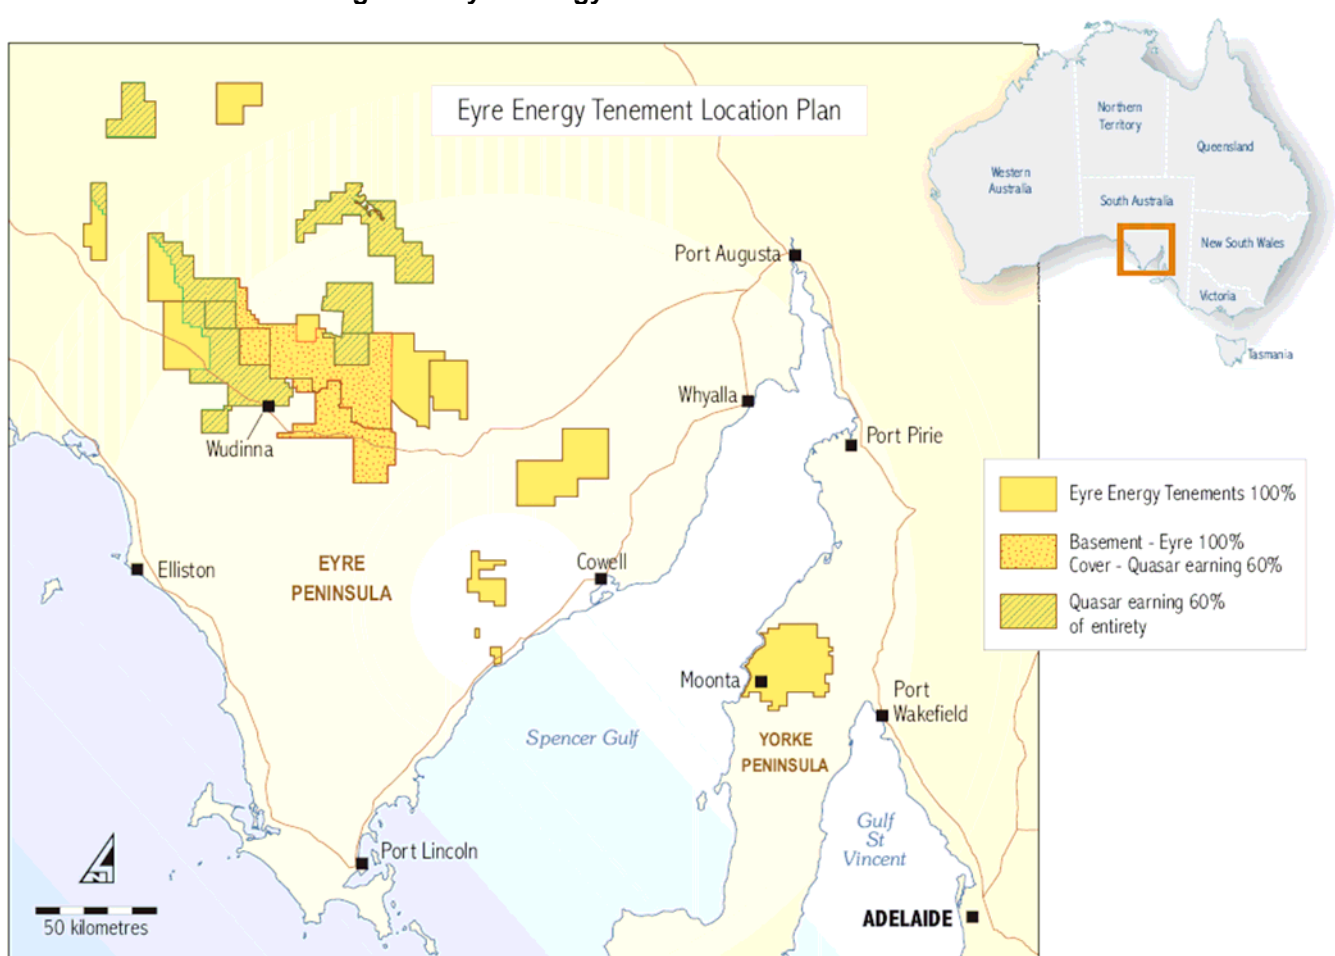 Eyre Energy Tenement Location Plan
Northern
Territory
Queensland
Western
Australia
South Australia
New South Wales
Victoria
Tasmania
Port Augusta
Whyalla
Port Pirie
Wudinna
Eyre Energy Tenements 100%
Basement - Eyre 100%
Cover - Quasar earning 60%
Quasar earning 60%
of entirety
Elliston
EYRE
PENINSULA
Cowell
Moonta
Port
Wakefield
Spencer Gulf
YORKE
PENINSULA
Gulf
St
Vincent
Port Lincoln
N
50 kilometres
ADELAIDE